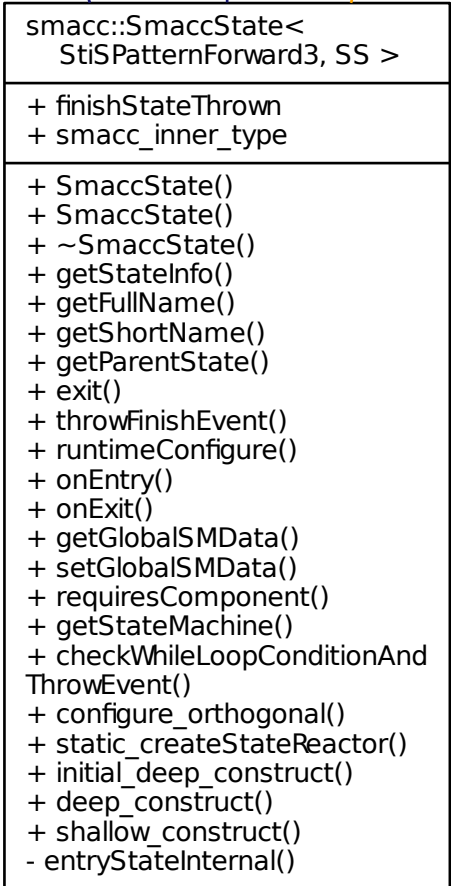 smacc::SmaccState<
StiSPatternForward3, SS >
+ finishStateThrown
+ smacc_inner_type
+ SmaccState()
+ SmaccState()
+ ~SmaccState()
+ getStateInfo()
+ getFullName()
+ getShortName()
+ getParentState()
+ exit()
+ throwFinishEvent()
+ runtimeConfigure()
+ onEntry()
+ onExit()
+ getGlobalSMData()
+ setGlobalSMData()
+ requiresComponent()
+ getStateMachine()
+ checkWhileLoopConditionAnd
ThrowEvent()
+ configure_orthogonal()
+ static_createStateReactor()
+ initial_deep_construct()
+ deep_construct()
+ shallow_construct()
- entryStateInternal()